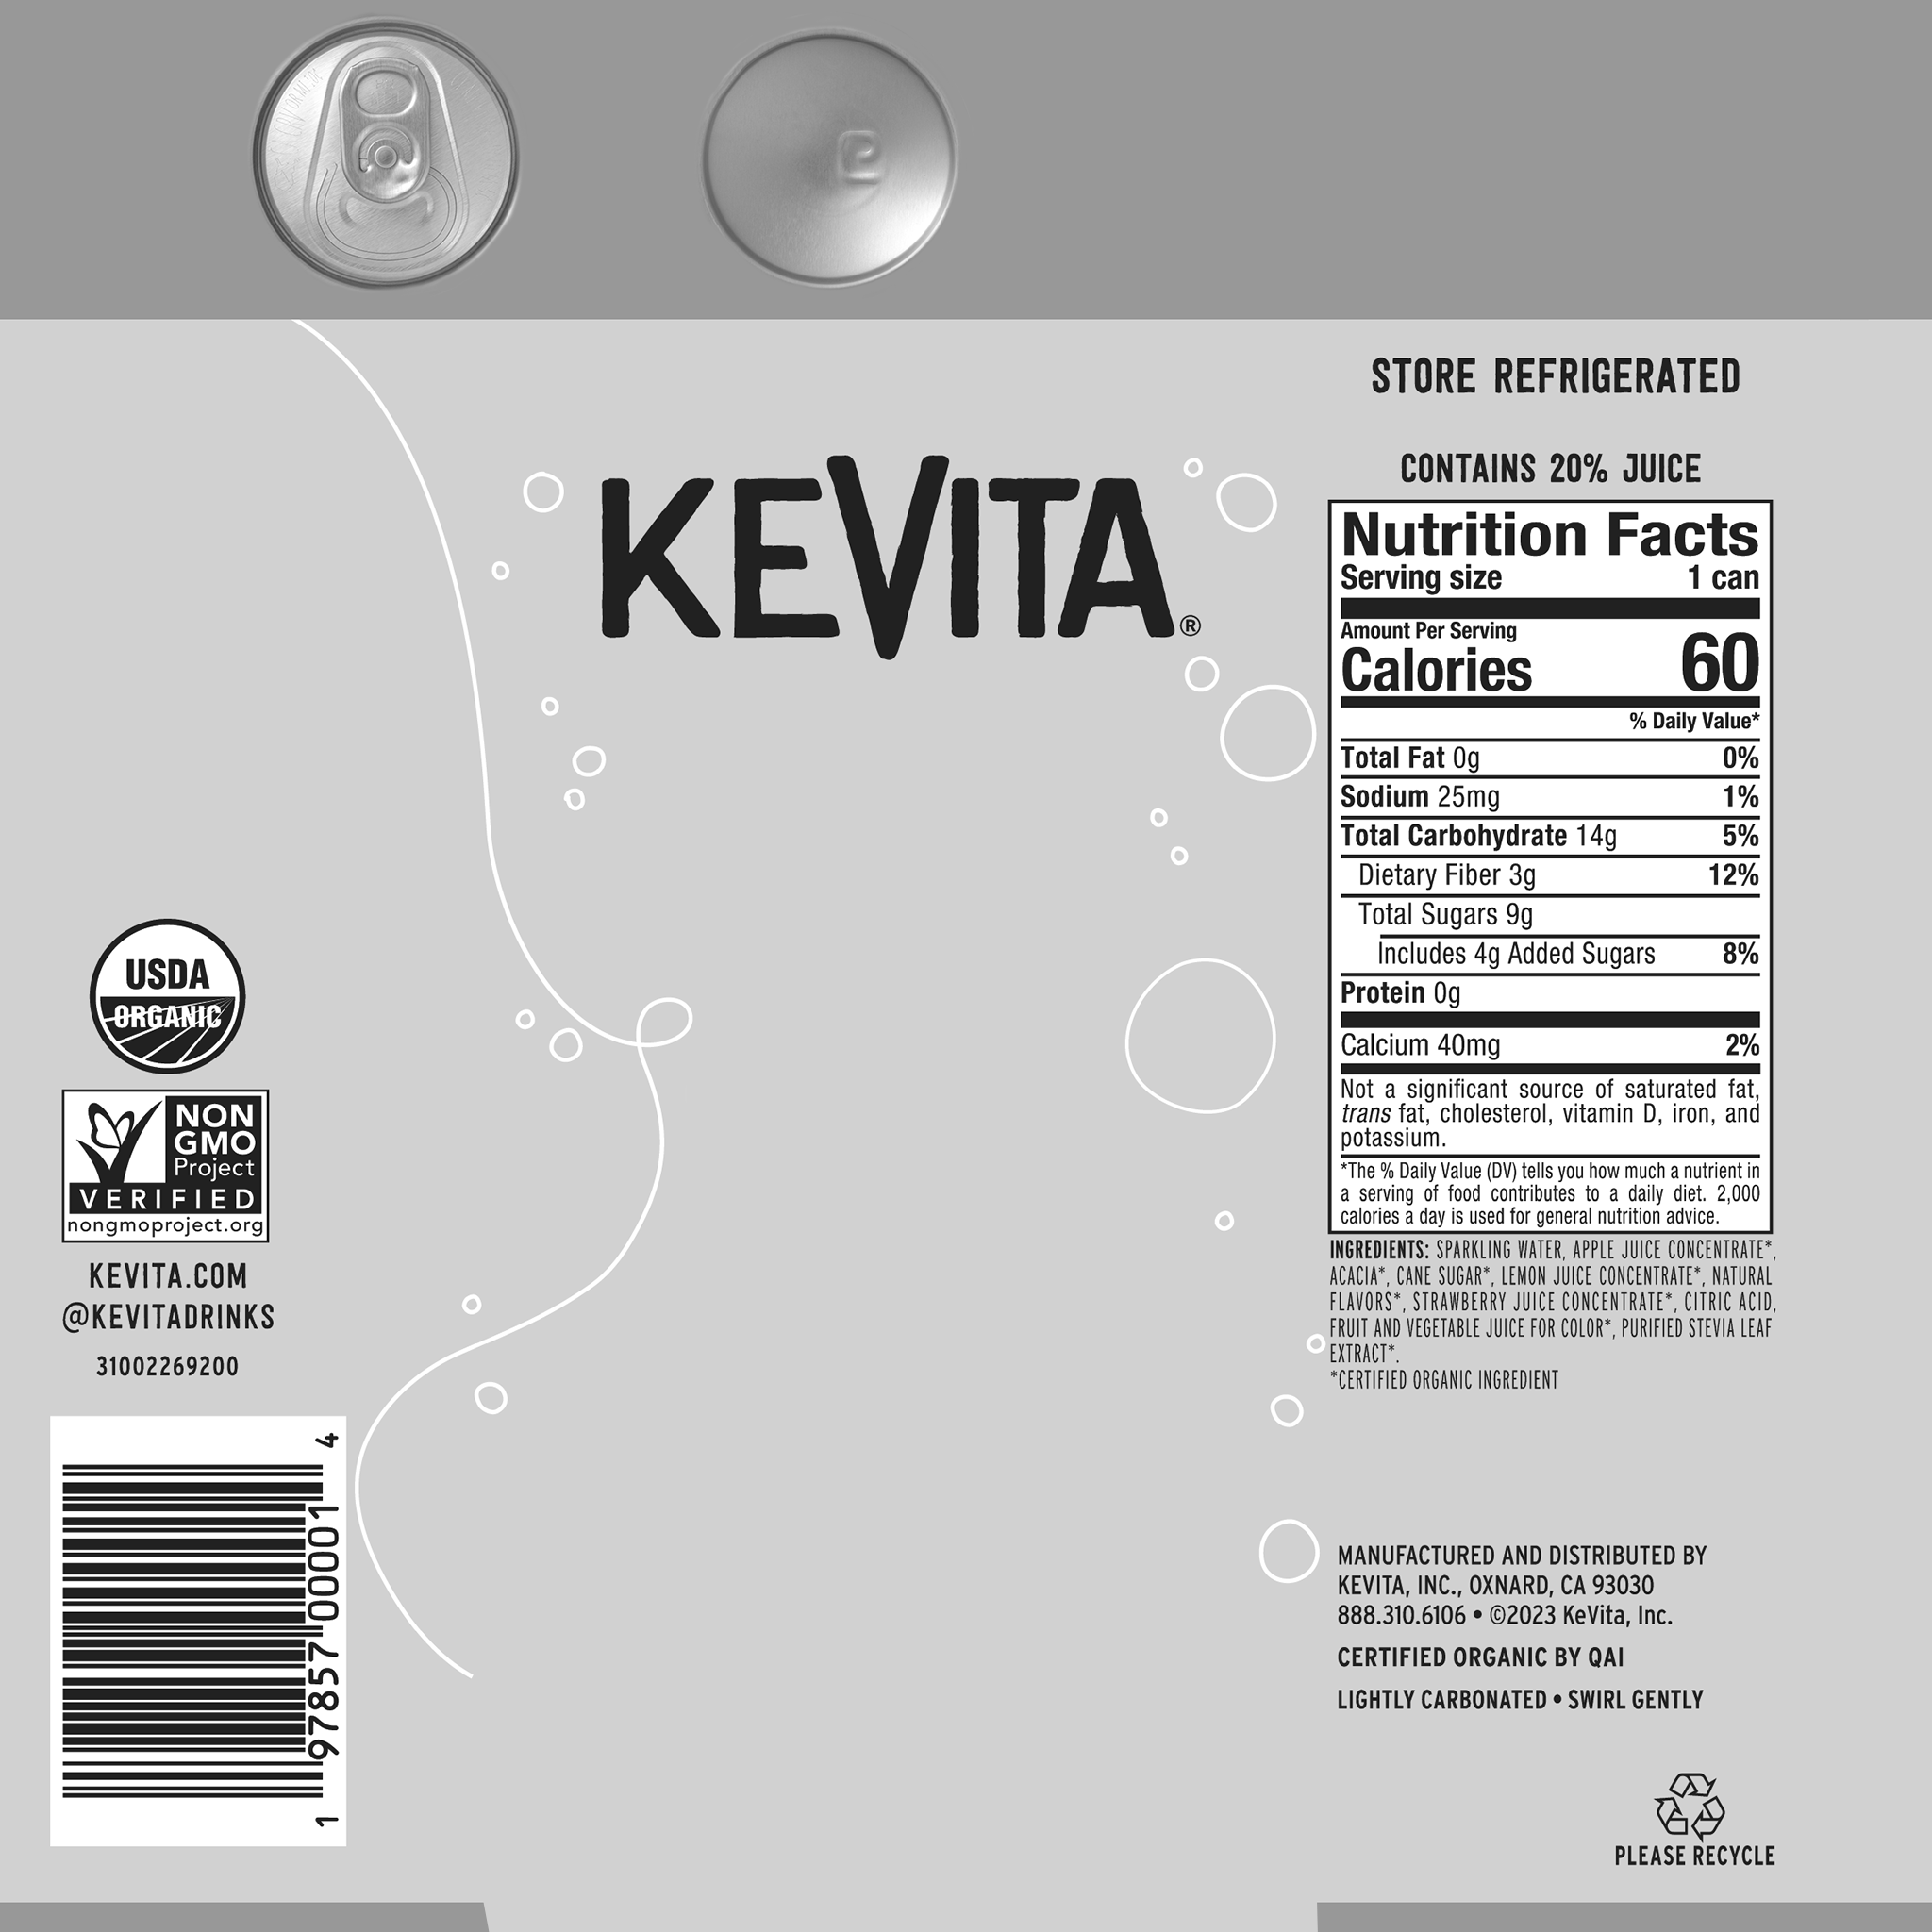 KEVITA®
STORE REFRIGERATED
CONTAINS 20% JUICE
Nutrition Facts
Serving size 1 can
Amount Per Serving
Calories 60
% Daily Value*
Total Fat 0g 0%
Sodium 25mg 1%
Total Carbohydrate 14g 5%
Dietary Fiber 3g 12%
Total Sugars 9g
Includes 4g Added Sugars 8%
Protein 0g
Calcium 40mg 2%
Not a significant source of saturated fat,
trans fat, cholesterol, vitamin D, iron, and
potassium.
*The % Daily Value (DV) tells you how much a nutrient in
a serving of food contributes to a daily diet. 2,000
calories a day is used for general nutrition advice.
INGREDIENTS: SPARKLING WATER, APPLE JUICE CONCENTRATE*,
ACACIA*, CANE SUGAR*, LEMON JUICE CONCENTRATE*, NATURAL
FLAVORS*, STRAWBERRY JUICE CONCENTRATE*, CITRIC ACID,
FRUIT AND VEGETABLE JUICE FOR COLOR*, PURIFIED STEVIA LEAF
EXTRACT*.
*CERTIFIED ORGANIC INGREDIENT
MANUFACTURED AND DISTRIBUTED BY
KEVITA, INC., OXNARD, CA 93030
888.310.6106 • ©2023 KeVita, Inc.
CERTIFIED ORGANIC BY QAI
LIGHTLY CARBONATED • SWIRL GENTLY
PLEASE RECYCLE
USDA
ORGANIC
NON
GMO
Project
VERIFIED
nongmoproject.org
KEVITA.COM
@KEVITADRINKS
31002269200
1 97857 00001 4